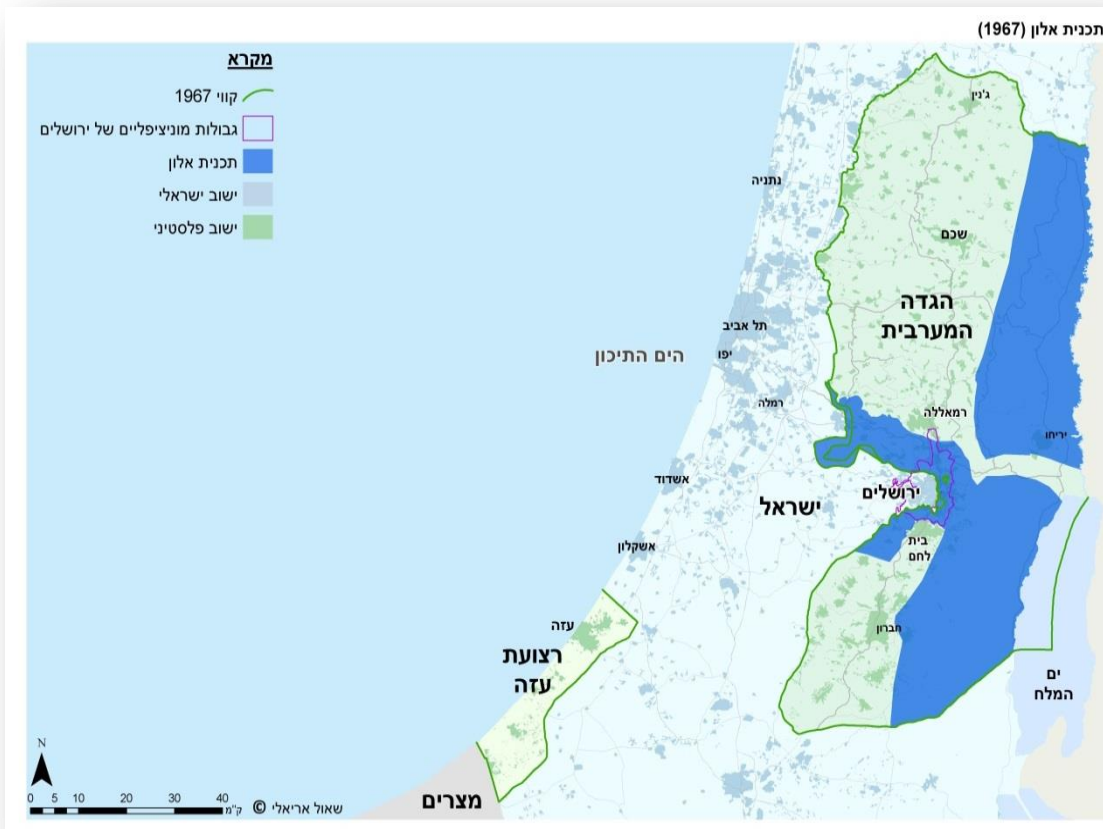 תכנית אלון (1967)
מקרא
קווי 1967
גבולות מוניציפליים של ירושלים
תכנית אלון
ישוב ישראלי
ישוב פלסטיני
ג'נין
נתניה
שכם
הגדה
המערבית
תל אביב
יפו
הים התיכון
רמלה
רמאללה
יריחו
אשדוד
ישראל
ירושלים
אשקלון
בית
לחם
עזה
חברון
רצועת
עזה
ים
המלח
N
0 5 10 20 30 40 ק"מ
שאול אריאלי ©
מצרים